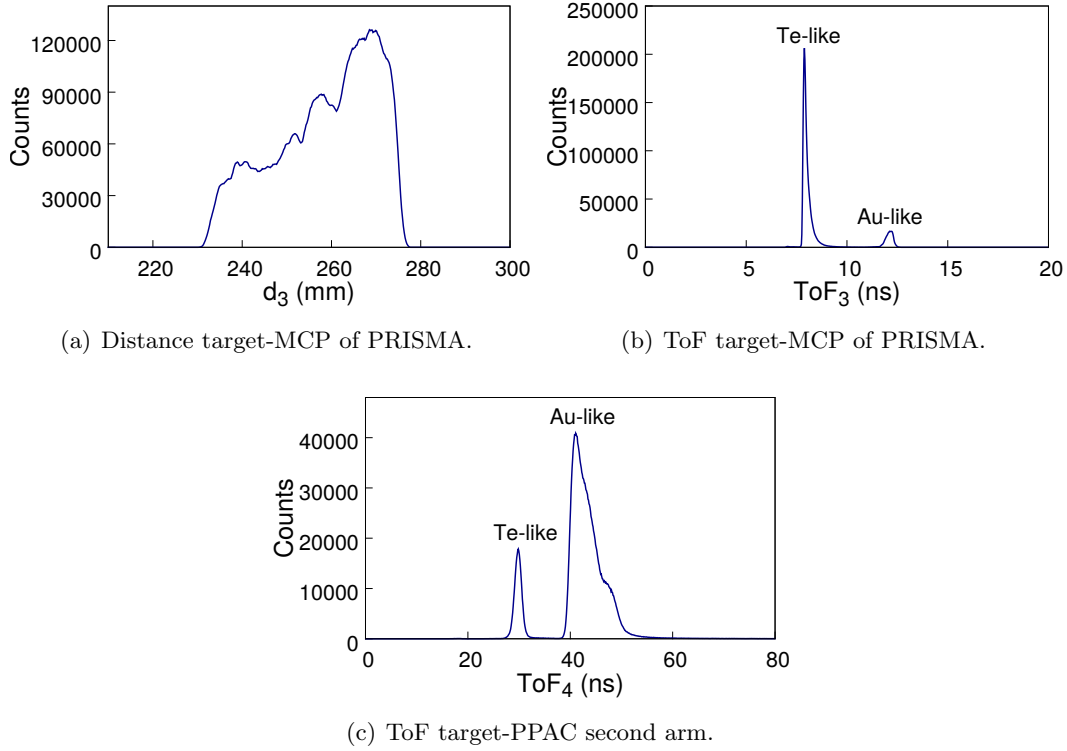 120000
90000
60000
30000
0
Counts
220
240
260
280
300
d3 (mm)
(a) Distance target-MCP of PRISMA.
250000
200000
150000
100000
50000
0
Counts
Te-like
Au-like
0
5
10
15
20
ToF3 (ns)
(b) ToF target-MCP of PRISMA.
40000
30000
20000
10000
0
Counts
Au-like
Te-like
0
20
40
60
80
ToF4 (ns)
(c) ToF target-PPAC second arm.